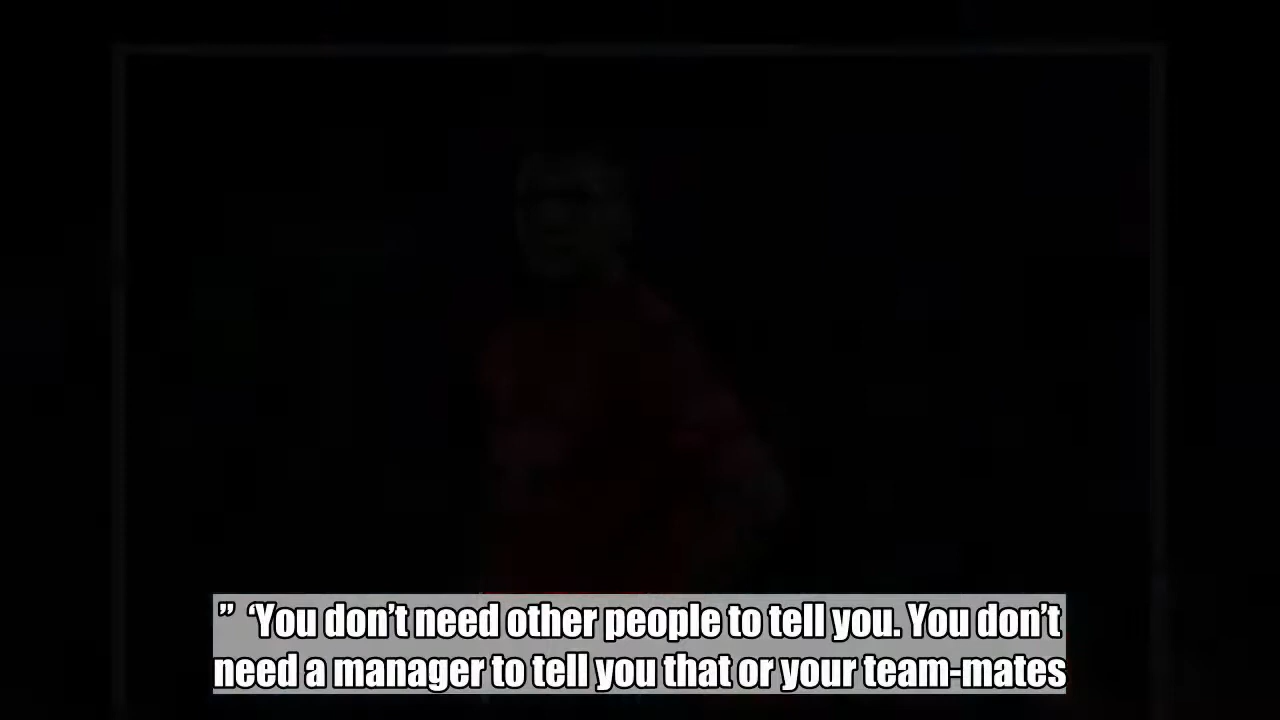 ”  ‘You don’t need other people to tell you. You don’t
need a manager to tell you that or your team-mates